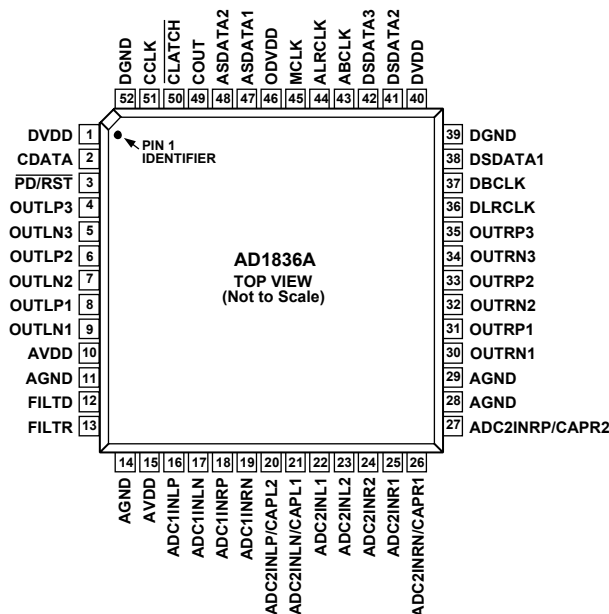 DGND
CCLK
CLATCH
COUT
ASDATA2
ASDATA1
ODVDD
MCLK
ALRCLK
ABCLK
DSDATA3
DSDATA2
DVDD
52 51 50 49 48 47 46 45 44 43 42 41 40
DVDD 1
CDATA 2
PD/RST 3
OUTLP3 4
OUTLN3 5
OUTLP2 6
OUTLN2 7
OUTLP1 8
OUTLN1 9
AVDD 10
AGND 11
FILTD 12
FILTR 13
PIN 1
IDENTIFIER
AD1836A
TOP VIEW
(Not to Scale)
39 DGND
38 DSDATA1
37 DBCLK
36 DLRCLK
35 OUTRP3
34 OUTRN3
33 OUTRP2
32 OUTRN2
31 OUTRP1
30 OUTRN1
29 AGND
28 AGND
27 ADC2INRP/CAPR2
14 15 16 17 18 19 20 21 22 23 24 25 26
AGND
AVDD
ADC1INLP
ADC1INLN
ADC1INRP
ADC1INRN
ADC2INLP/CAPL2
ADC2INLN/CAPL1
ADC2INL1
ADC2INL2
ADC2INR2
ADC2INR1
ADC2INRN/CAPR1